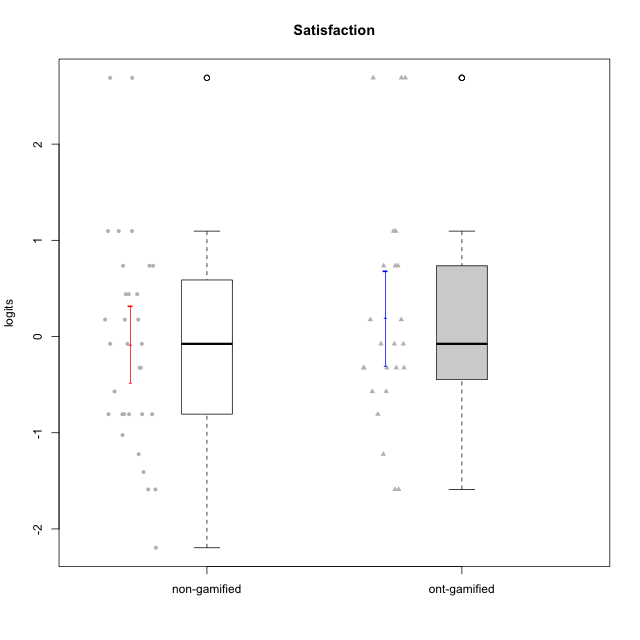 Satisfaction
logits
2
1
0
-1
-2
non-gamified
ont-gamified